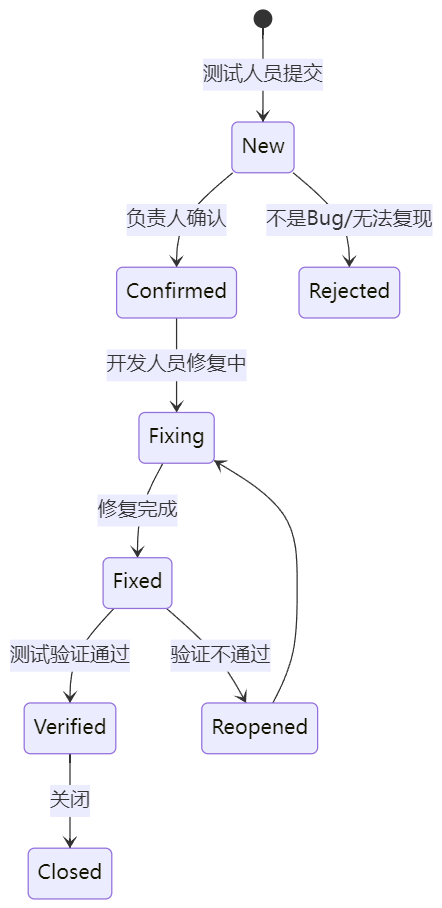 测试人员提交
New
负责人确认
不是Bug/无法复现
Confirmed
Rejected
开发人员修复中
Fixing
修复完成
Fixed
测试验证通过
验证不通过
Verified
Reopened
关闭
Closed